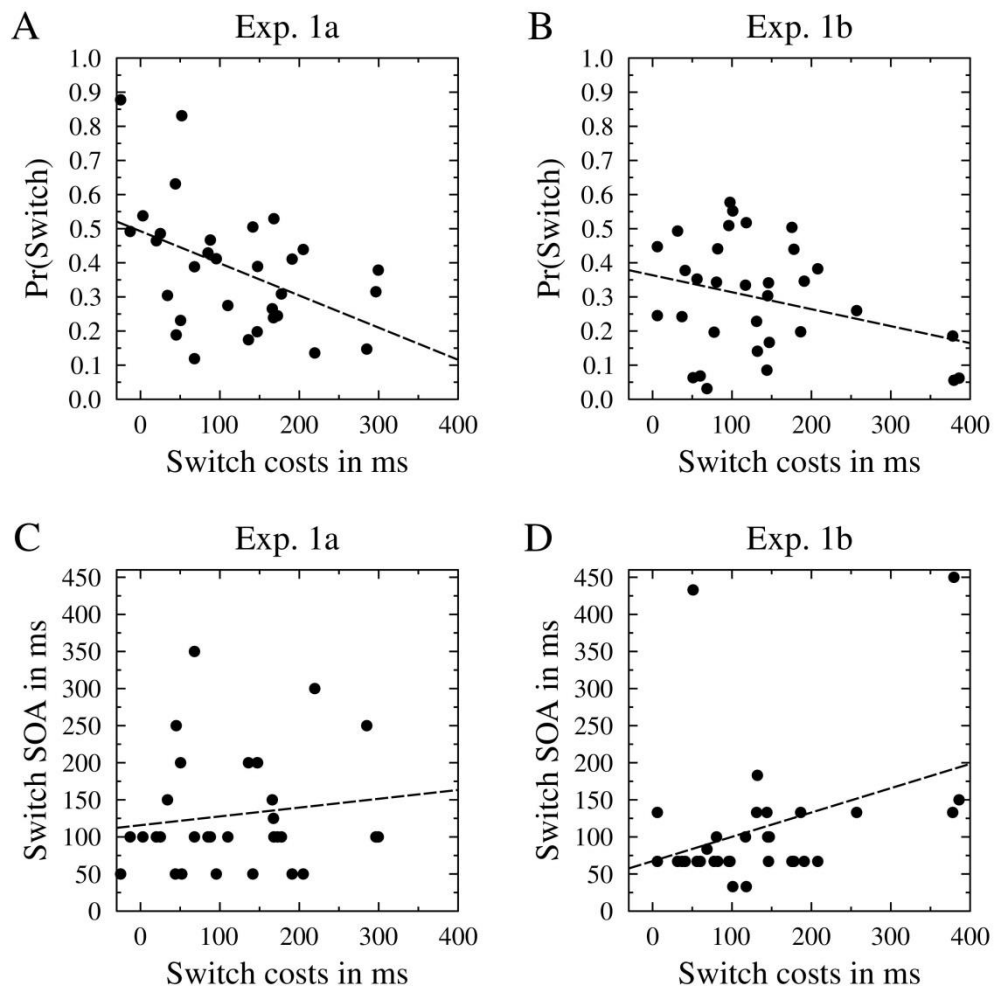 A
Exp. 1a
Pr(Switch)
1.0
0.9
0.8
0.7
0.6
0.5
0.4
0.3
0.2
0.1
0.0
0 100 200 300 400
Switch costs in ms
B
Exp. 1b
Pr(Switch)
1.0
0.9
0.8
0.7
0.6
0.5
0.4
0.3
0.2
0.1
0.0
0 100 200 300 400
Switch costs in ms
C
Exp. 1a
Switch SOA in ms
450
400
350
300
250
200
150
100
50
0
0 100 200 300 400
Switch costs in ms
D
Exp. 1b
Switch SOA in ms
450
400
350
300
250
200
150
100
50
0
0 100 200 300 400
Switch costs in ms